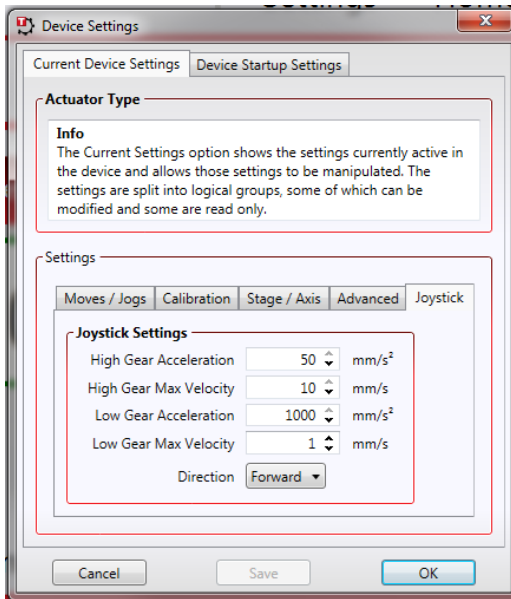 Device Settings
Current Device Settings Device Startup Settings
Actuator Type
Info
The Current Settings option shows the settings currently active in
the device and allows those settings to be manipulated. The
settings are split into logical groups, some of which can be
modified and some are read only.
Settings
Moves / Jogs Calibration Stage / Axis Advanced Joystick
Joystick Settings
High Gear Acceleration 50 mm/s²
High Gear Max Velocity 10 mm/s
Low Gear Acceleration 1000 mm/s²
Low Gear Max Velocity 1 mm/s
Direction Forward
Cancel Save OK